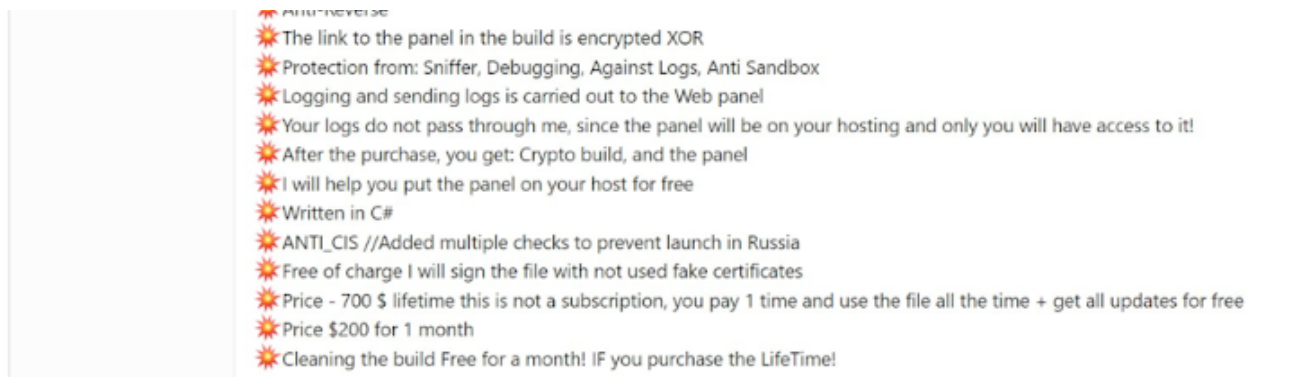 Anti-Reverse
The link to the panel in the build is encrypted XOR
Protection from: Sniffer, Debugging, Against Logs, Anti Sandbox
Logging and sending logs is carried out to the Web panel
Your logs do not pass through me, since the panel will be on your hosting and only you will have access to it!
After the purchase, you get: Crypto build, and the panel
I will help you put the panel on your host for free
Written in C#
ANTI_CIS //Added multiple checks to prevent launch in Russia
Free of charge I will sign the file with not used fake certificates
Price - 700 $ lifetime this is not a subscription, you pay 1 time and use the file all the time + get all updates for free
Price $200 for 1 month
Cleaning the build Free for a month! IF you purchase the LifeTime!